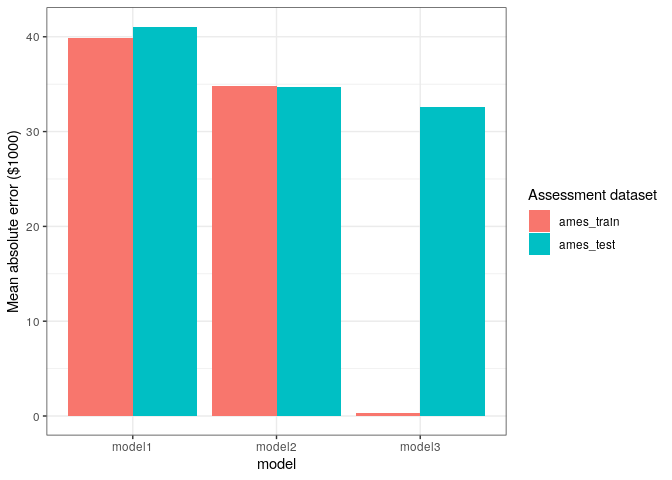 40
30
20
10
0
Mean absolute error ($1000)
model1 model2 model3
model
Assessment dataset
ames_train
ames_test